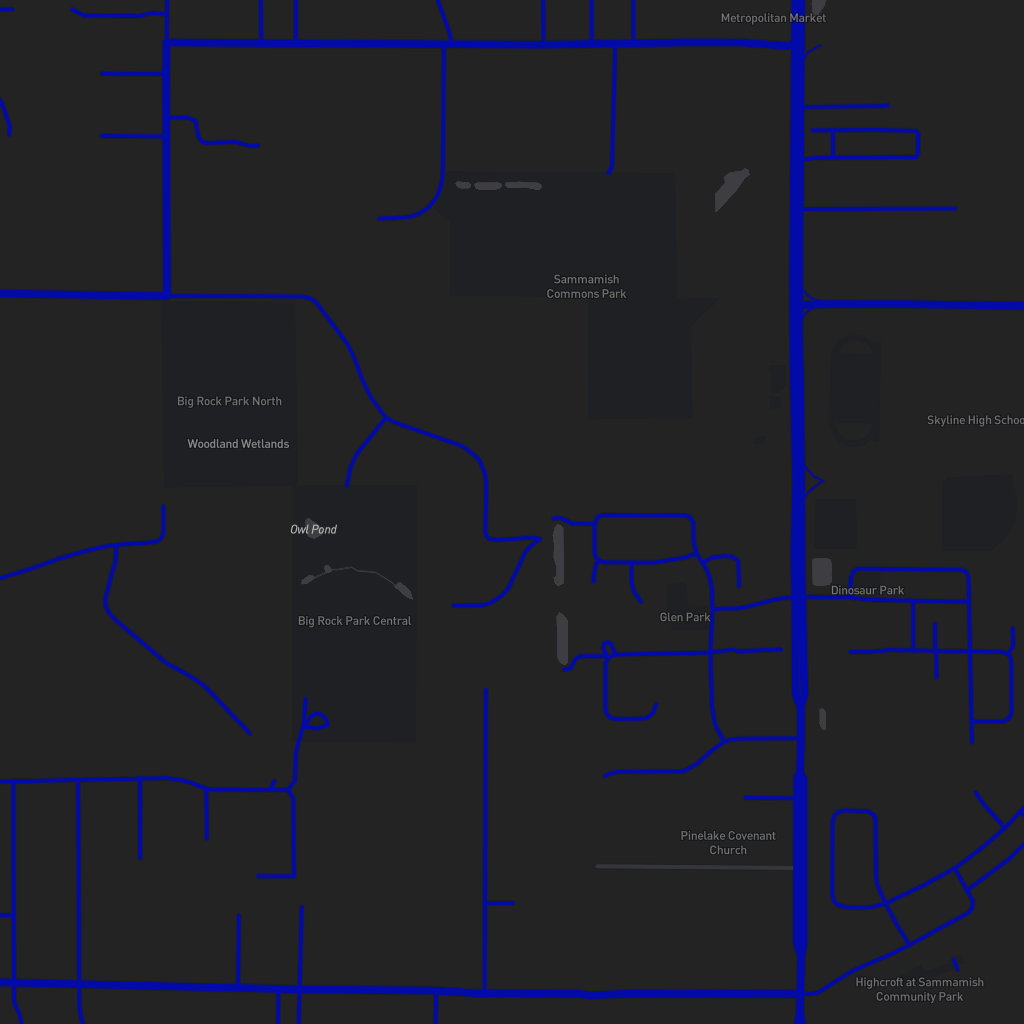 Metropolitan Market
Sammamish
Commons Park
Big Rock Park North
Skyline High Schoo
Woodland Wetlands
Owl Pond
Dinosaur Park
Big Rock Park Central
Glen Park
Pinelake Covenant
Church
Highcroft at Sammamish
Community Park